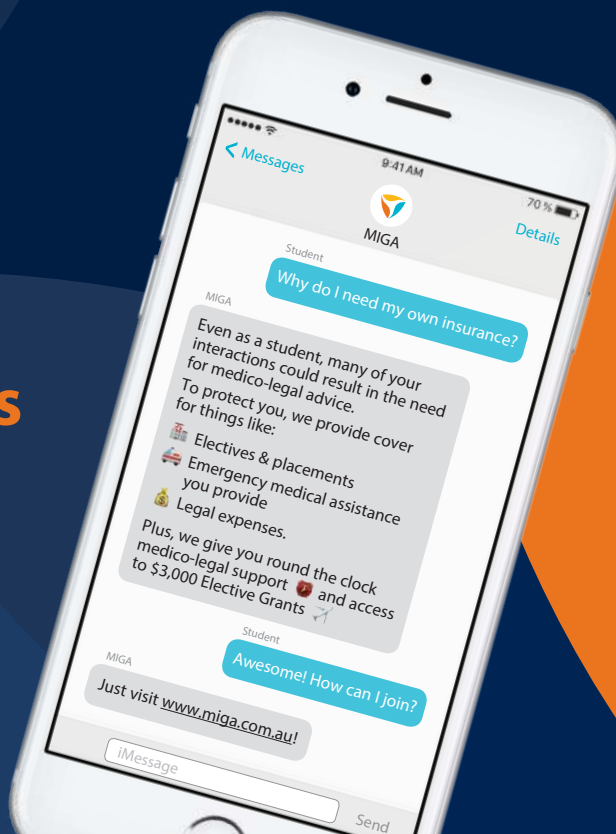 9:41 AM
70 %
Messages
Details
MIGA
Student
Why do I need my own insurance?
MIGA
Even as a student, many of your
interactions could result in the need
for medico-legal advice.
To protect you, we provide cover
for things like:
Electives & placements
Emergency medical assistance
you provide
Legal expenses.
Plus, we give you round the clock
medico-legal support and access
to $3,000 Elective Grants
Student
Awesome! How can I join?
MIGA
Just visit www.miga.com.au!
iMessage
Send
s